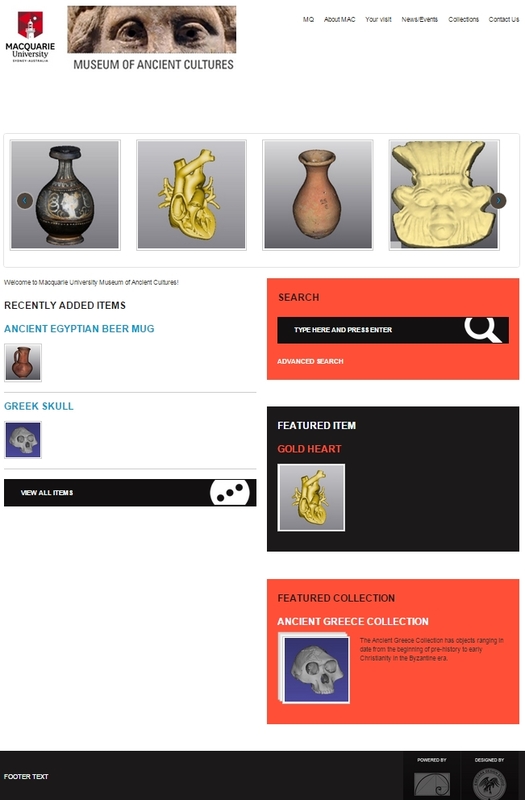 MACQUARIE
University
SYDNEY·AUSTRALIA
MUSEUM OF ANCIENT CULTURES
MQ About MAC Your visit News/Events Collections Contact Us
Welcome to Macquarie University Museum of Ancient Cultures!
RECENTLY ADDED ITEMS
ANCIENT EGYPTIAN BEER MUG
GREEK SKULL
VIEW ALL ITEMS
SEARCH
TYPE HERE AND PRESS ENTER
ADVANCED SEARCH
FEATURED ITEM
GOLD HEART
FEATURED COLLECTION
ANCIENT GREECE COLLECTION
The Ancient Greece Collection has objects ranging in
date from the beginning of pre-history to early
Christianity in the Byzantine era.
FOOTER TEXT
POWERED BY
DESIGNED BY